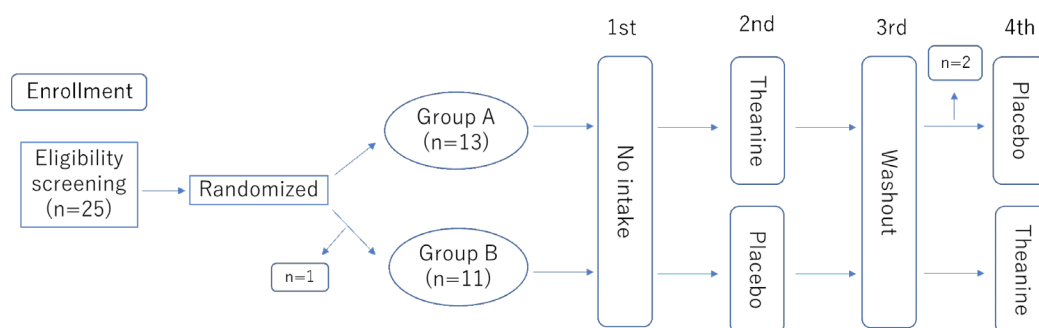 1st
2nd
3rd
4th
Enrollment
n=2
Eligibility
screening
(n=25)
Randomized
n=1
Group A
(n=13)
Group B
(n=11)
No intake
Theanine
Placebo
Washout
Placebo
Theanine